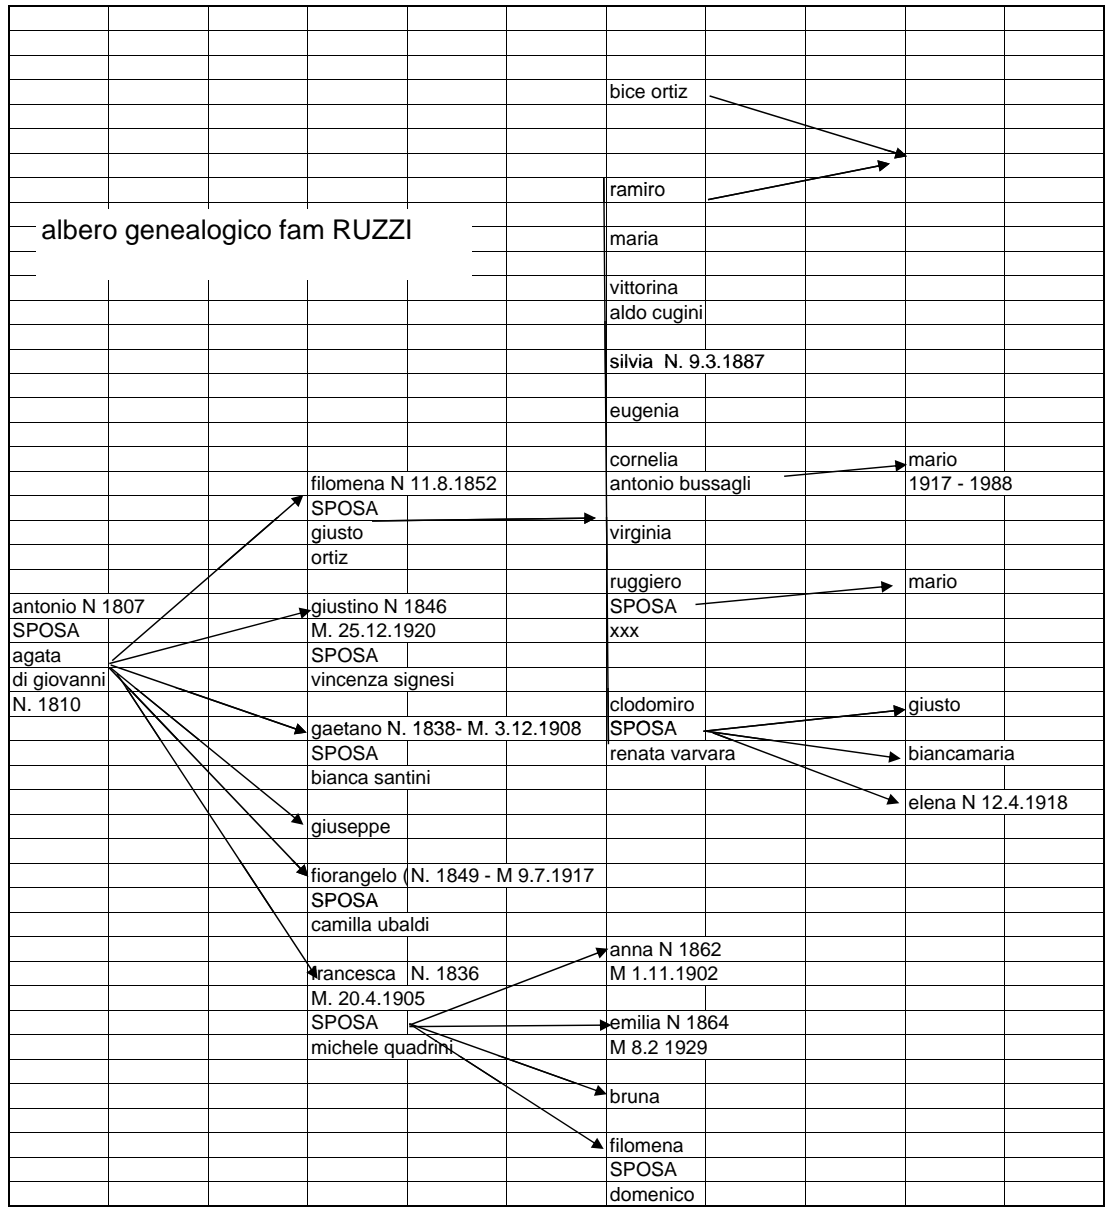 bice ortiz
ramiro
albero genealogico fam RUZZI
maria
vittorina
aldo cugini
silvia N. 9.3.1887
eugenia
cornelia
mario
filomena N 11.8.1852
antonio bussagli
1917 - 1988
SPOSA
giusto
virginia
ortiz
ruggiero
mario
antonio N 1807
giustino N 1846
SPOSA
SPOSA
M. 25.12.1920
xxx
agata
SPOSA
di giovanni
vincenza signesi
N. 1810
clodomiro
giusto
gaetano N. 1838- M. 3.12.1908
SPOSA
SPOSA
renata varvara
biancamaria
bianca santini
elena N 12.4.1918
giuseppe
fiorangelo (N. 1849 - M 9.7.1917
SPOSA
camilla ubaldi
anna N 1862
francesca N. 1836
M 1.11.1902
M. 20.4.1905
SPOSA
emilia N 1864
michele quadrini
M 8.2 1929
bruna
filomena
SPOSA
domenico